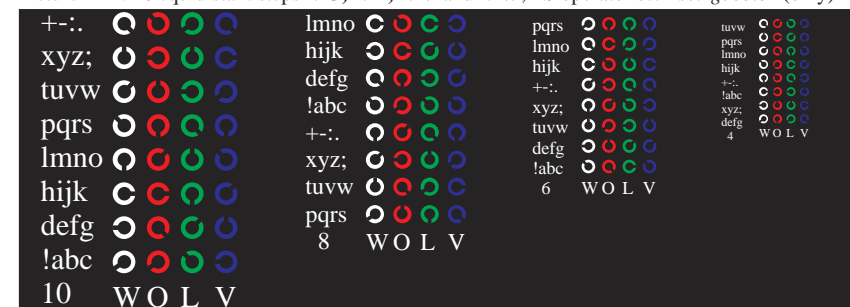 +-:.
xyz;
tuvw
pqrs
lmno
hijk
defg
!abc
10 W O L V
lmno
hijk
defg
!abc
+-:.
xyz;
tuvw
pqrs
8 W O L V
pqrs
lmno
hijk
+-:.
xyz;
tuvw
defg
!abc
6 W O L V
tuvw
pqrs
lmno
hijk
+-:.
!abc
xyz;
defg
4 W O L V